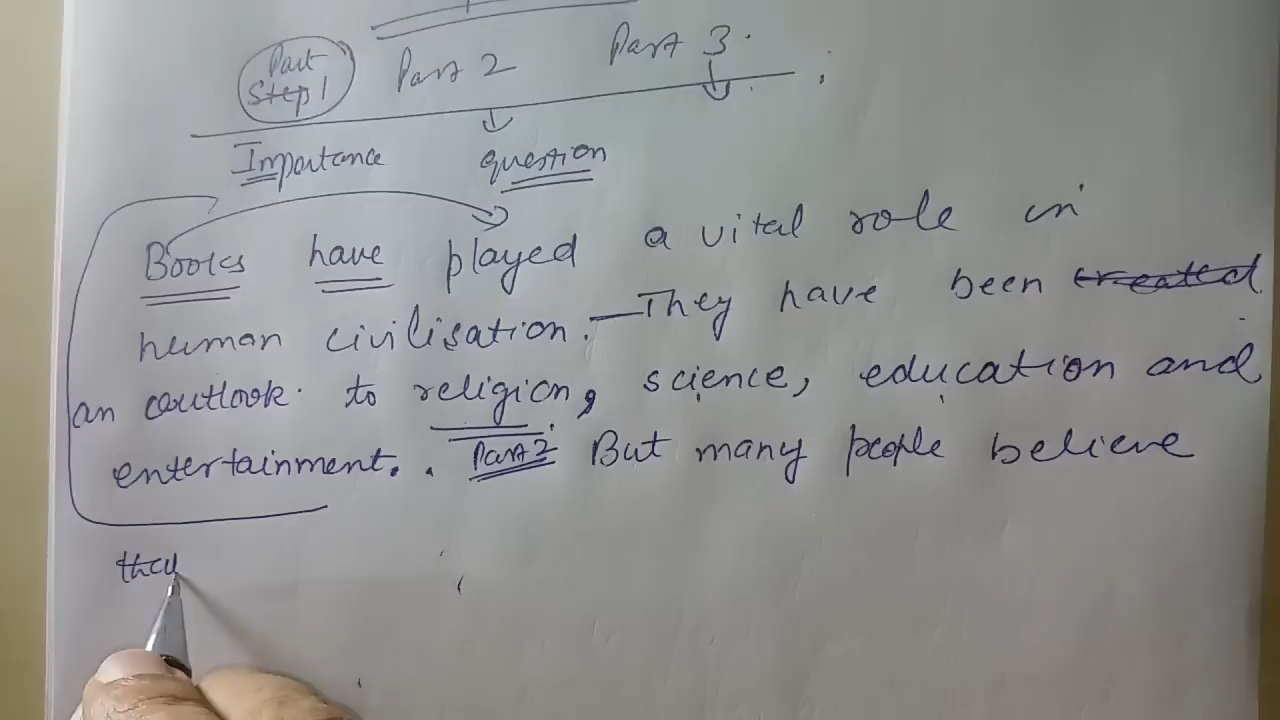 Part Part 2 Part 3.
Step 1
Importance question
Books have played a vital role in
human civilisation. They have been created
an outlook to religion, science, education and
entertainment. Part 2 But many people believe